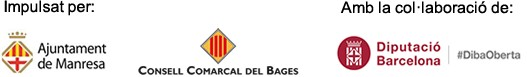 Impulsat per:
Amb la col·laboració de:
Ajuntament
de Manresa
CONSELL COMARCAL DEL BAGES
Diputació
Barcelona
#DibaOberta